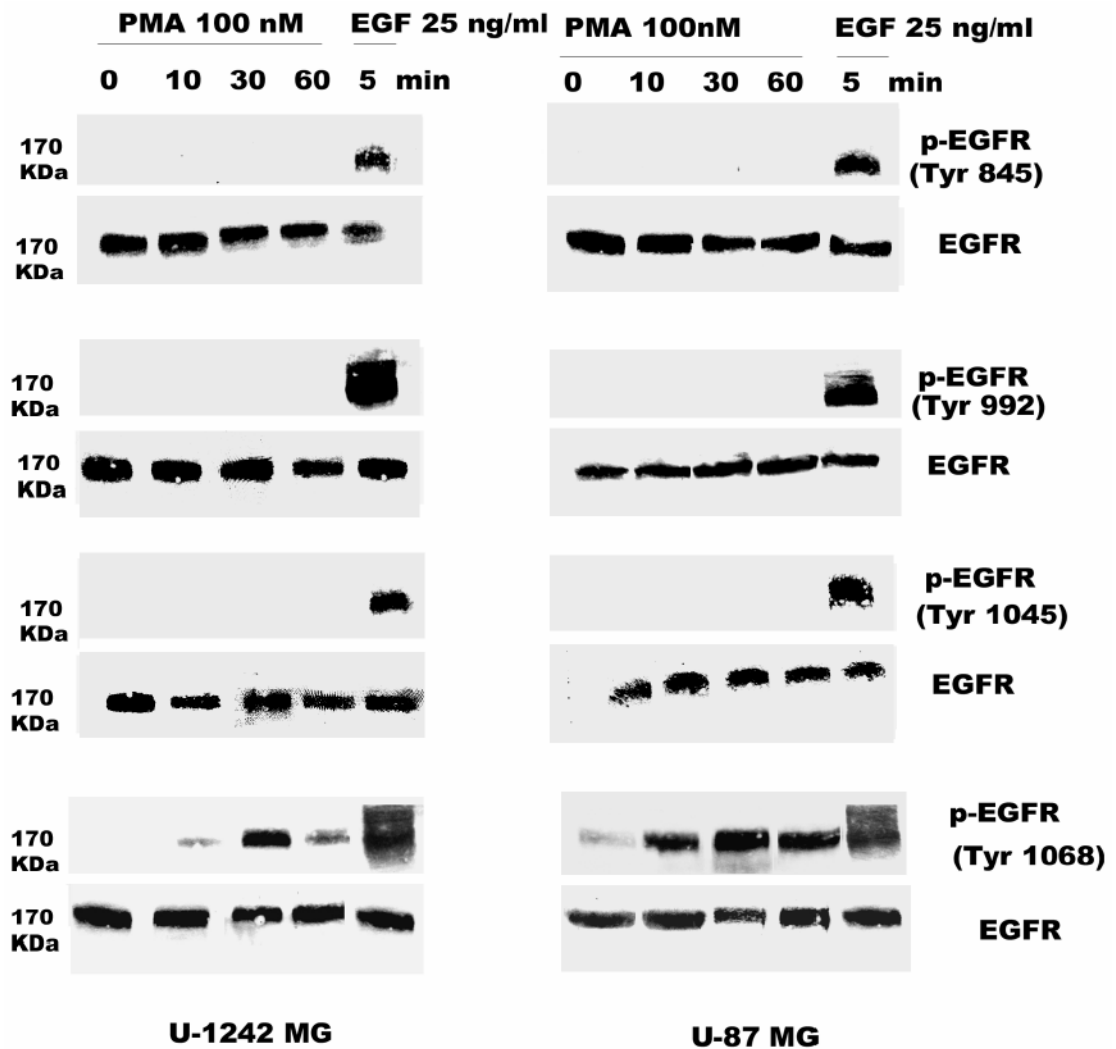 PMA 100 nM EGF 25 ng/ml PMA 100nM EGF 25 ng/ml
0 10 30 60 5 min 0 10 30 60 5 min
170
KDa
p-EGFR
(Tyr 845)
170
KDa
EGFR
170
KDa
p-EGFR
(Tyr 992)
170
KDa
EGFR
170
KDa
p-EGFR
(Tyr 1045)
170
KDa
EGFR
170
KDa
p-EGFR
(Tyr 1068)
170
KDa
EGFR
U-1242 MG U-87 MG